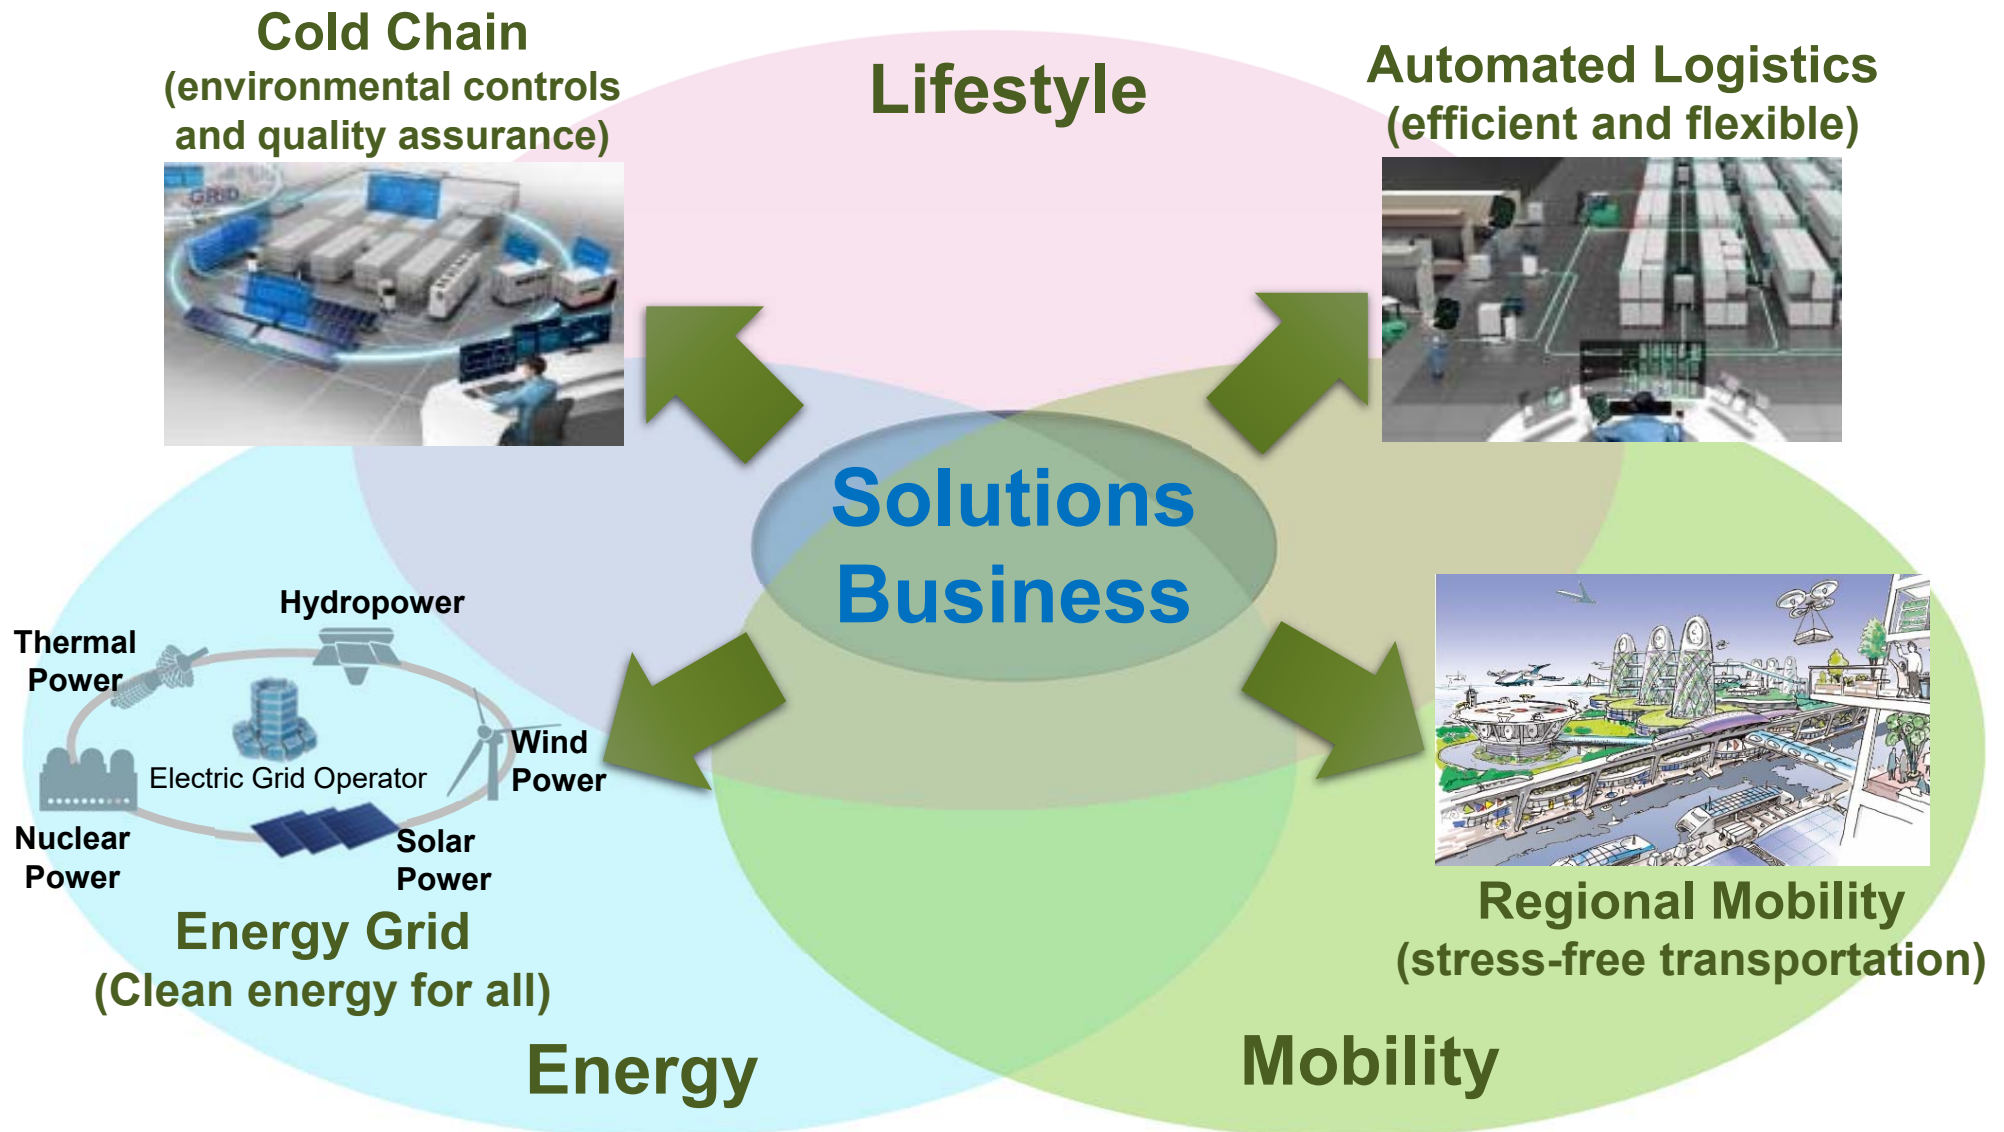 Cold Chain
(environmental controls
and quality assurance)
GRID
Lifestyle
Automated Logistics
(efficient and flexible)
Solutions
Business
Hydropower
Thermal
Power
Wind
Power
Electric Grid Operator
Nuclear
Power
Solar
Power
Energy Grid
(Clean energy for all)
Regional Mobility
(stress-free transportation)
Energy
Mobility